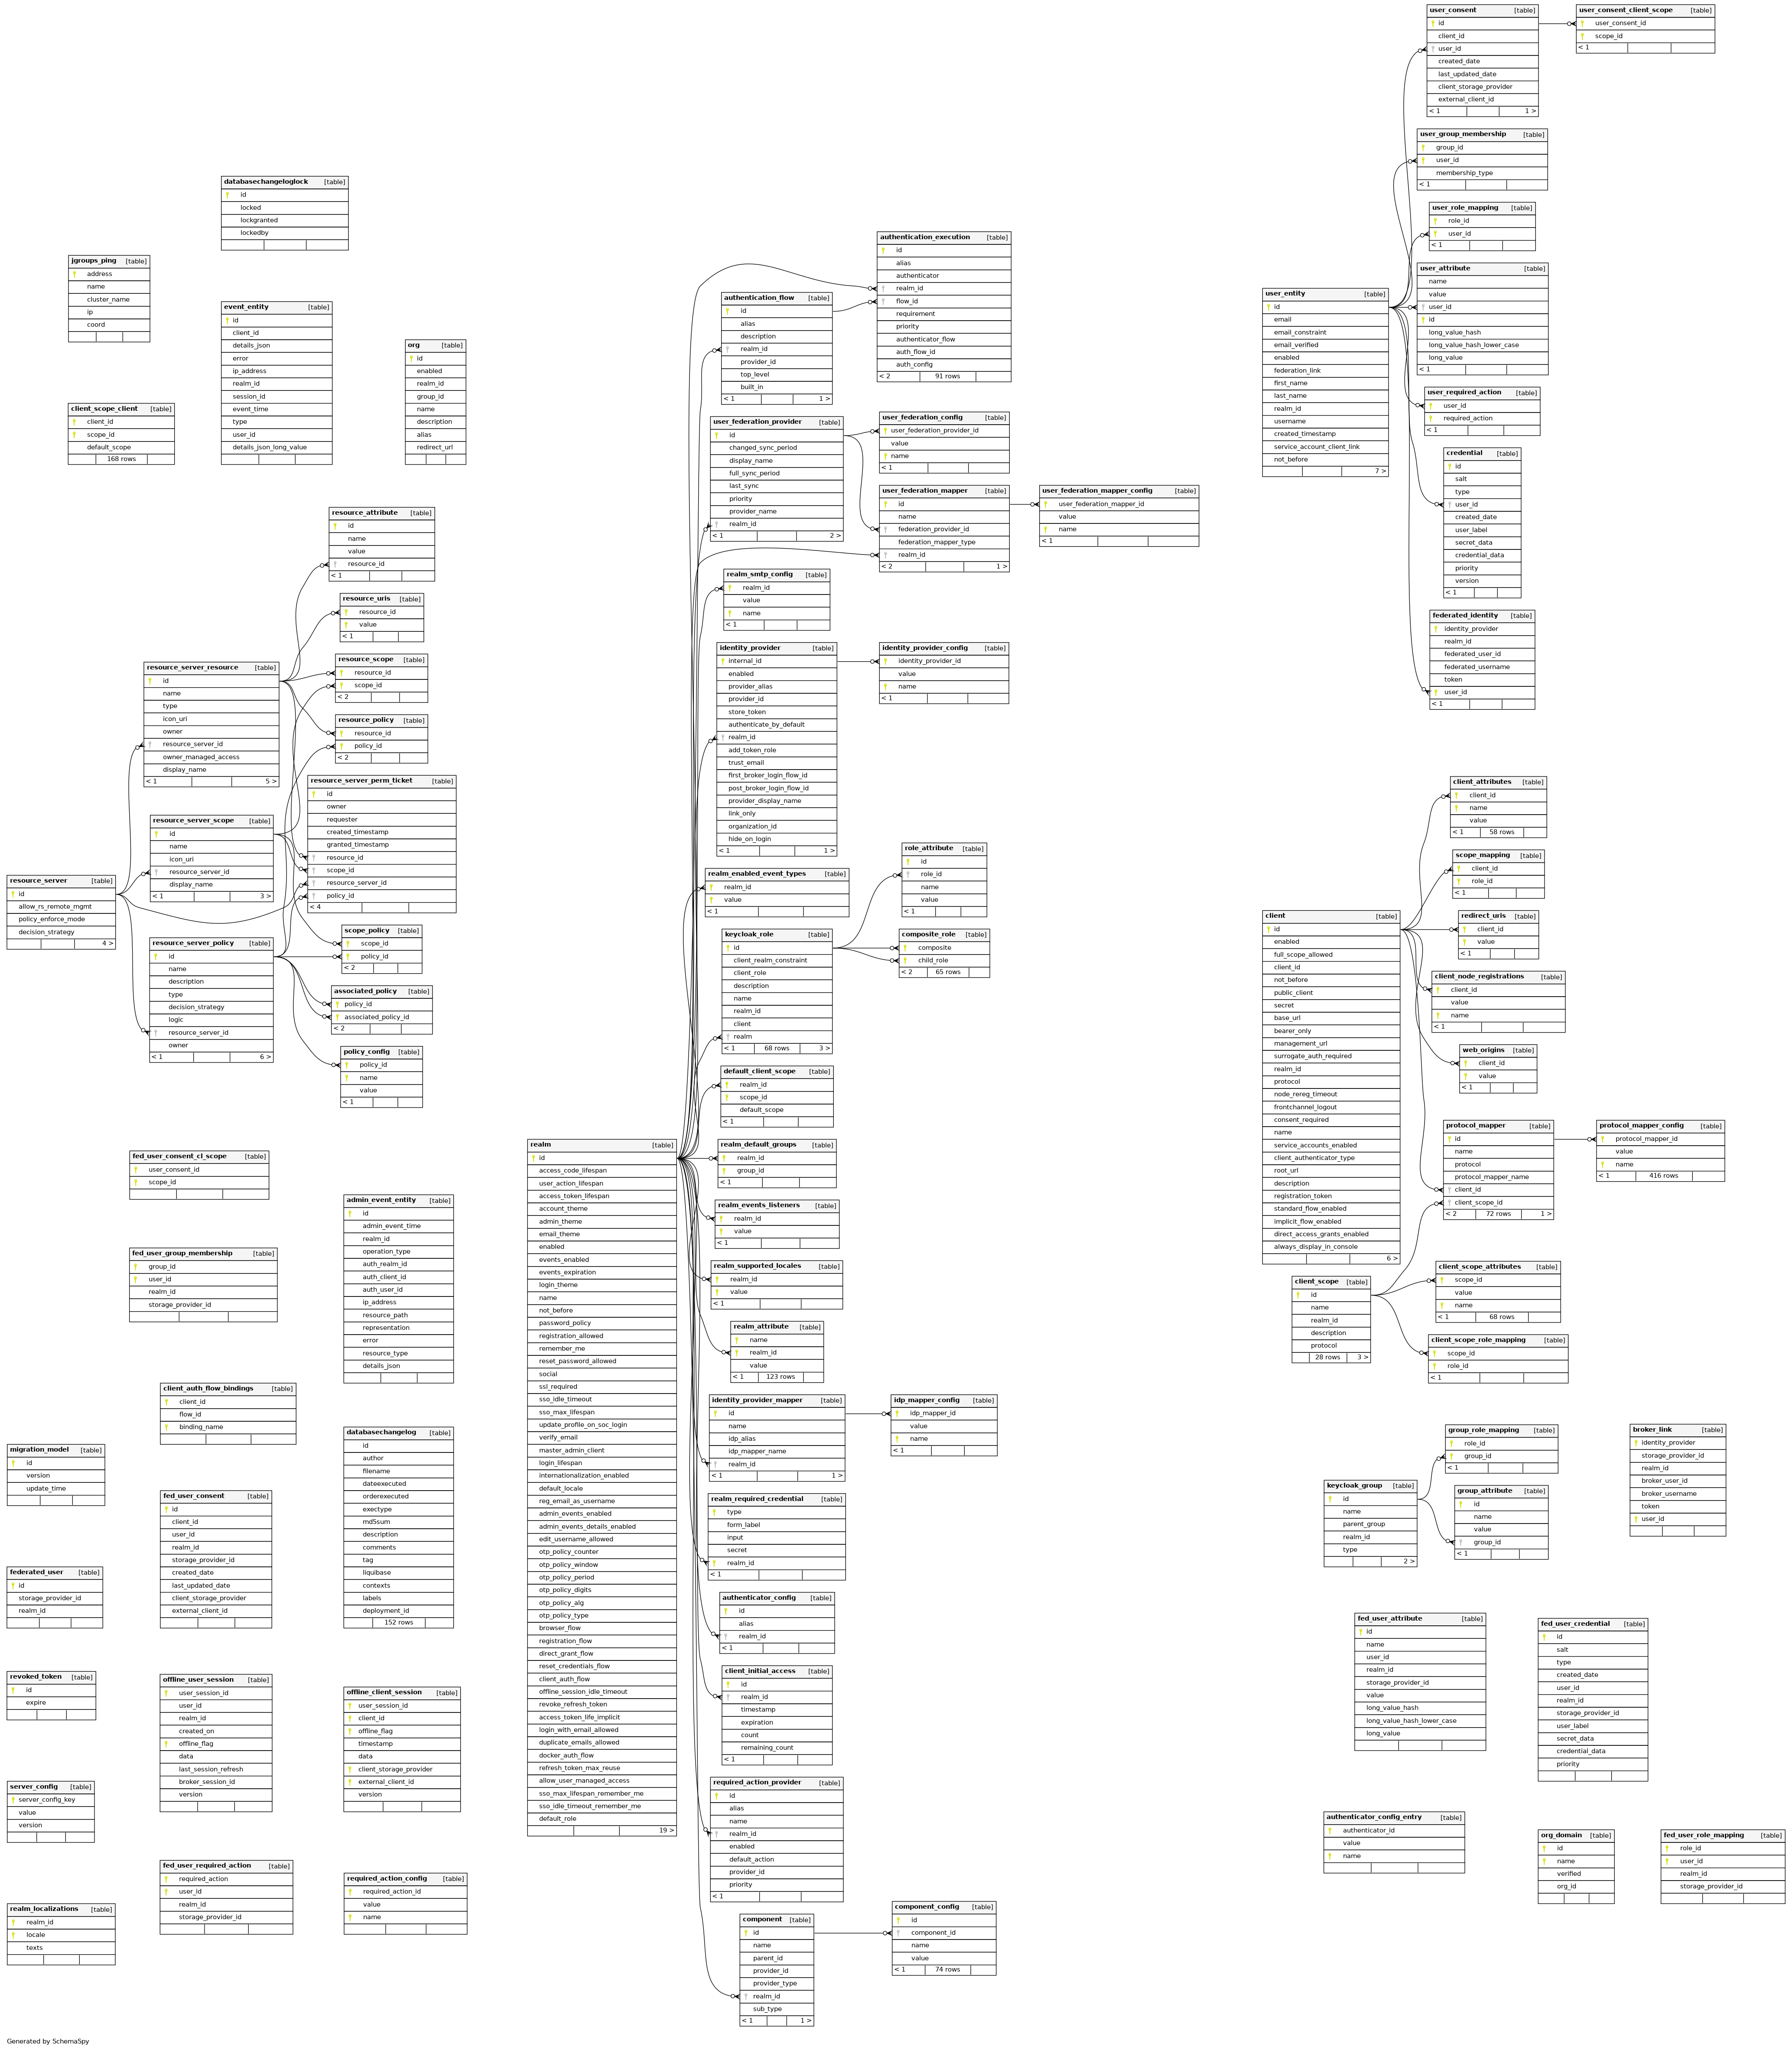 user_consent [table]
id
client_id
user_id
created_date
last_updated_date
client_storage_provider
external_client_id
< 1 1 >
user_consent_client_scope [table]
user_consent_id
scope_id
< 1
user_group_membership [table]
group_id
user_id
membership_type
< 1
user_role_mapping [table]
role_id
user_id
< 1
user_attribute [table]
name
value
user_id
id
long_value_hash
long_value_hash_lower_case
long_value
< 1
user_entity [table]
id
email
email_constraint
email_verified
enabled
federation_link
first_name
last_name
realm_id
username
created_timestamp
service_account_client_link
not_before
7 >
user_required_action [table]
user_id
required_action
< 1
credential [table]
id
salt
type
user_id
created_date
user_label
secret_data
credential_data
priority
version
< 1
federated_identity [table]
identity_provider
realm_id
federated_user_id
federated_username
token
user_id
< 1
databasechangeloglock [table]
id
locked
lockgranted
lockedby
jgroups_ping [table]
address
name
cluster_name
ip
coord
event_entity [table]
id
client_id
details_json
error
ip_address
realm_id
session_id
event_time
type
user_id
details_json_long_value
org [table]
id
enabled
realm_id
group_id
name
description
alias
redirect_url
client_scope_client [table]
client_id
scope_id
default_scope
168 rows
authentication_execution [table]
id
alias
authenticator
realm_id
flow_id
requirement
priority
authenticator_flow
auth_flow_id
auth_config
< 2 91 rows
authentication_flow [table]
id
alias
description
realm_id
provider_id
top_level
built_in
< 1 1 >
user_federation_provider [table]
id
changed_sync_period
display_name
full_sync_period
last_sync
priority
provider_name
realm_id
< 1 2 >
user_federation_config [table]
user_federation_provider_id
value
name
< 1
user_federation_mapper [table]
id
name
federation_provider_id
federation_mapper_type
realm_id
< 2 1 >
user_federation_mapper_config [table]
user_federation_mapper_id
value
name
< 1
realm_smtp_config [table]
realm_id
value
name
< 1
identity_provider [table]
internal_id
enabled
provider_alias
provider_id
store_token
authenticate_by_default
realm_id
add_token_role
trust_email
first_broker_login_flow_id
post_broker_login_flow_id
provider_display_name
link_only
organization_id
hide_on_login
< 1 1 >
identity_provider_config [table]
identity_provider_id
value
name
< 1
resource_attribute [table]
id
name
value
resource_id
< 1
resource_uris [table]
resource_id
value
< 1
resource_scope [table]
resource_id
scope_id
< 2
resource_policy [table]
resource_id
policy_id
< 2
resource_server_resource [table]
id
name
type
icon_uri
owner
resource_server_id
owner_managed_access
display_name
< 1 5 >
resource_server_perm_ticket [table]
id
owner
requester
created_timestamp
granted_timestamp
resource_id
scope_id
resource_server_id
policy_id
< 4
resource_server_scope [table]
id
name
icon_uri
resource_server_id
display_name
< 1 3 >
resource_server [table]
id
allow_rs_remote_mgmt
policy_enforce_mode
decision_strategy
4 >
resource_server_policy [table]
id
name
description
type
decision_strategy
logic
resource_server_id
owner
< 1 6 >
scope_policy [table]
scope_id
policy_id
< 2
associated_policy [table]
policy_id
associated_policy_id
< 2
policy_config [table]
policy_id
name
value
< 1
role_attribute [table]
id
role_id
name
value
< 1
realm_enabled_event_types [table]
realm_id
value
< 1
keycloak_role [table]
id
client_realm_constraint
client_role
description
name
realm_id
client
realm
< 1 68 rows 3 >
composite_role [table]
composite
child_role
< 2 65 rows
default_client_scope [table]
realm_id
scope_id
default_scope
< 1
realm_default_groups [table]
realm_id
group_id
< 1
realm_events_listeners [table]
realm_id
value
< 1
realm_supported_locales [table]
realm_id
value
< 1
realm_attribute [table]
name
realm_id
value
< 1 123 rows
identity_provider_mapper [table]
id
name
idp_alias
idp_mapper_name
realm_id
< 1 1 >
idp_mapper_config [table]
idp_mapper_id
value
name
< 1
realm_required_credential [table]
type
form_label
input
secret
realm_id
< 1
authenticator_config [table]
id
alias
realm_id
< 1
client_initial_access [table]
id
realm_id
timestamp
expiration
count
remaining_count
< 1
required_action_provider [table]
id
alias
name
realm_id
enabled
default_action
provider_id
priority
< 1
component [table]
id
name
parent_id
provider_id
provider_type
realm_id
sub_type
< 1 1 >
component_config [table]
id
component_id
name
value
< 1 74 rows
realm [table]
id
access_code_lifespan
user_action_lifespan
access_token_lifespan
account_theme
admin_theme
email_theme
enabled
events_enabled
events_expiration
login_theme
name
not_before
password_policy
registration_allowed
remember_me
reset_password_allowed
social
ssl_required
sso_idle_timeout
sso_max_lifespan
update_profile_on_soc_login
verify_email
master_admin_client
login_lifespan
internationalization_enabled
default_locale
reg_email_as_username
admin_events_enabled
admin_events_details_enabled
edit_username_allowed
otp_policy_counter
otp_policy_window
otp_policy_period
otp_policy_digits
otp_policy_alg
otp_policy_type
browser_flow
registration_flow
direct_grant_flow
reset_credentials_flow
client_auth_flow
offline_session_idle_timeout
revoke_refresh_token
access_token_life_implicit
login_with_email_allowed
duplicate_emails_allowed
docker_auth_flow
refresh_token_max_reuse
allow_user_managed_access
sso_max_lifespan_remember_me
sso_idle_timeout_remember_me
default_role
19 >
client_attributes [table]
client_id
name
value
< 1 58 rows
scope_mapping [table]
client_id
role_id
< 1
redirect_uris [table]
client_id
value
< 1
client_node_registrations [table]
client_id
value
name
< 1
web_origins [table]
client_id
value
< 1
client [table]
id
enabled
full_scope_allowed
client_id
not_before
public_client
secret
base_url
bearer_only
management_url
surrogate_auth_required
realm_id
protocol
node_rereg_timeout
frontchannel_logout
consent_required
name
service_accounts_enabled
client_authenticator_type
root_url
description
registration_token
standard_flow_enabled
implicit_flow_enabled
direct_access_grants_enabled
always_display_in_console
6 >
protocol_mapper [table]
id
name
protocol
protocol_mapper_name
client_id
client_scope_id
< 2 72 rows 1 >
protocol_mapper_config [table]
protocol_mapper_id
value
name
< 1 416 rows
client_scope [table]
id
name
realm_id
description
protocol
28 rows 3 >
client_scope_attributes [table]
scope_id
value
name
< 1 68 rows
client_scope_role_mapping [table]
scope_id
role_id
< 1
group_role_mapping [table]
role_id
group_id
< 1
keycloak_group [table]
id
name
parent_group
realm_id
type
2 >
group_attribute [table]
id
name
value
group_id
< 1
broker_link [table]
identity_provider
storage_provider_id
realm_id
broker_user_id
broker_username
token
user_id
fed_user_attribute [table]
id
name
user_id
realm_id
storage_provider_id
value
long_value_hash
long_value_hash_lower_case
long_value
fed_user_credential [table]
id
salt
type
created_date
user_id
realm_id
storage_provider_id
user_label
secret_data
credential_data
priority
authenticator_config_entry [table]
authenticator_id
value
name
org_domain [table]
id
name
verified
org_id
fed_user_role_mapping [table]
role_id
user_id
realm_id
storage_provider_id
fed_user_consent_cl_scope [table]
user_consent_id
scope_id
admin_event_entity [table]
id
admin_event_time
realm_id
operation_type
auth_realm_id
auth_client_id
auth_user_id
ip_address
resource_path
representation
error
resource_type
details_json
fed_user_group_membership [table]
group_id
user_id
realm_id
storage_provider_id
client_auth_flow_bindings [table]
client_id
flow_id
binding_name
migration_model [table]
id
version
update_time
databasechangelog [table]
id
author
filename
dateexecuted
orderexecuted
exectype
md5sum
description
comments
tag
liquibase
contexts
labels
deployment_id
152 rows
fed_user_consent [table]
id
client_id
user_id
realm_id
storage_provider_id
created_date
last_updated_date
client_storage_provider
external_client_id
federated_user [table]
id
storage_provider_id
realm_id
revoked_token [table]
id
expire
offline_user_session [table]
user_session_id
user_id
realm_id
created_on
offline_flag
data
last_session_refresh
broker_session_id
version
offline_client_session [table]
user_session_id
client_id
offline_flag
timestamp
data
client_storage_provider
external_client_id
version
server_config [table]
server_config_key
value
version
fed_user_required_action [table]
required_action
user_id
realm_id
storage_provider_id
required_action_config [table]
required_action_id
value
name
realm_localizations [table]
realm_id
locale
texts
Generated by SchemaSpy